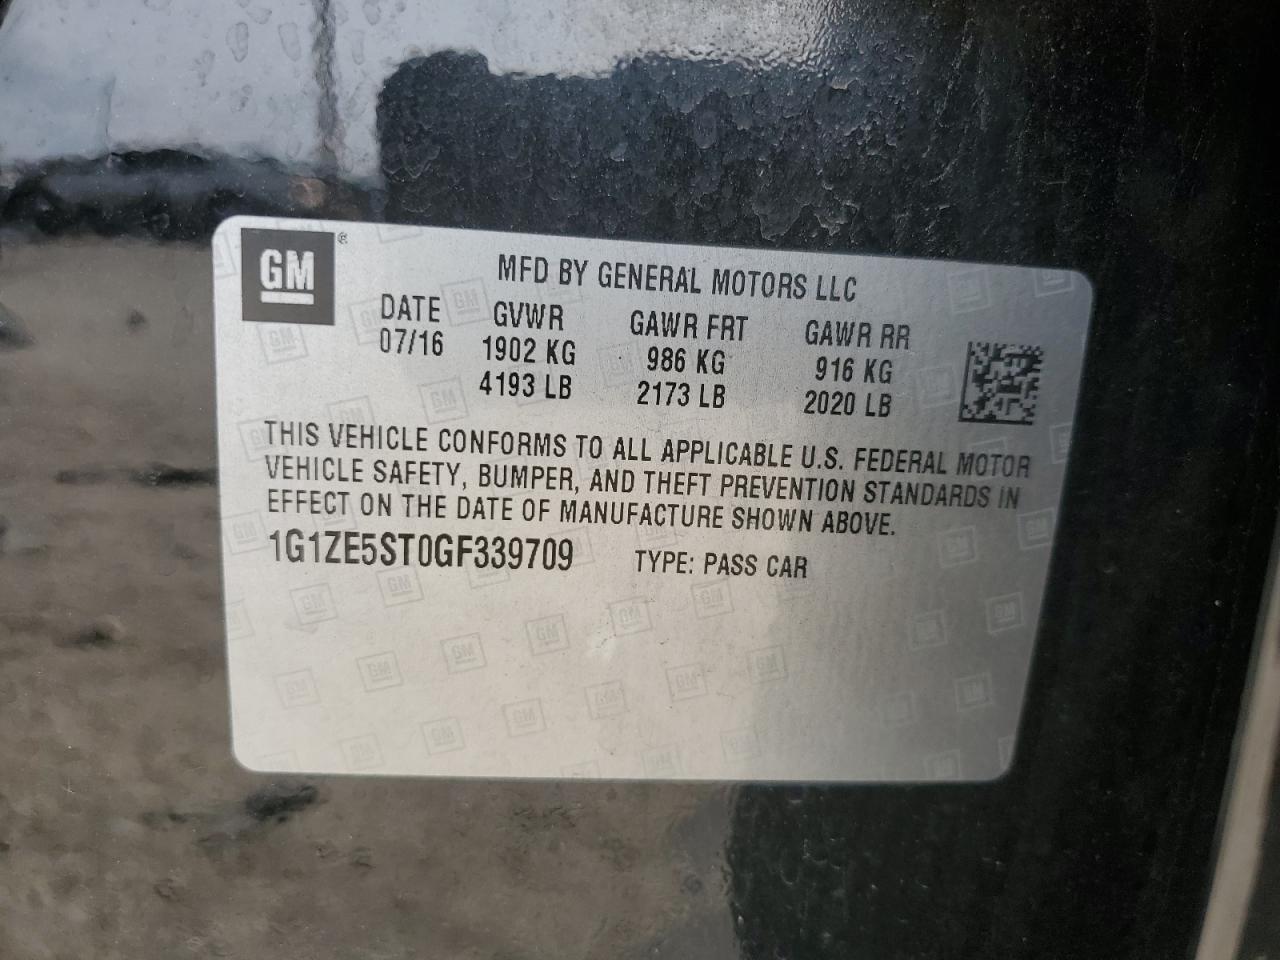 GM ®
MFD BY GENERAL MOTORS LLC
DATE GVWR GAWR FRT GAWR RR
07/16 1902 KG 986 KG 916 KG
4193 LB 2173 LB 2020 LB
THIS VEHICLE CONFORMS TO ALL APPLICABLE U.S. FEDERAL MOTOR
VEHICLE SAFETY, BUMPER, AND THEFT PREVENTION STANDARDS IN
EFFECT ON THE DATE OF MANUFACTURE SHOWN ABOVE.
1G1ZE5ST0GF339709 TYPE: PASS CAR